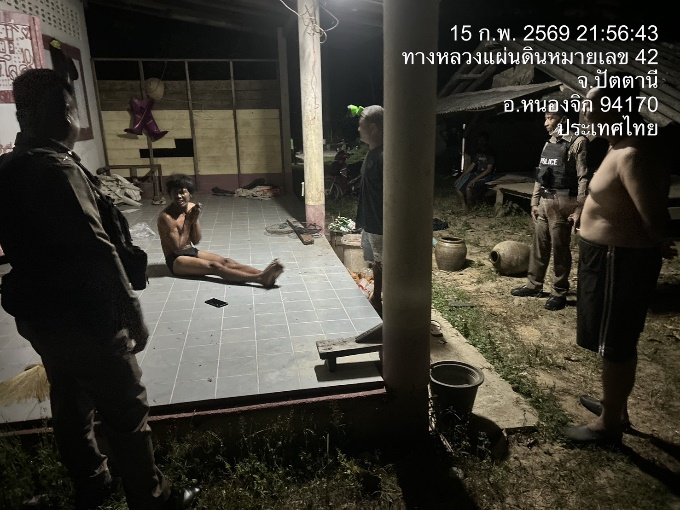 15 ก.พ. 2569 21:56:43
ทางหลวงแผ่นดินหมายเลข 42
จ.ปัตตานี
อ.หนองจิก 94170
ประเทศไทย
POLICE